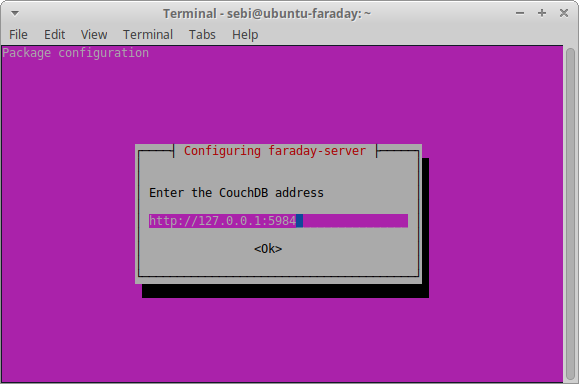 Terminal - sebi@ubuntu-faraday: ~
File Edit View Terminal Tabs Help
Package configuration
Configuring faraday-server
Enter the CouchDB address
http://127.0.0.1:5984
<Ok>